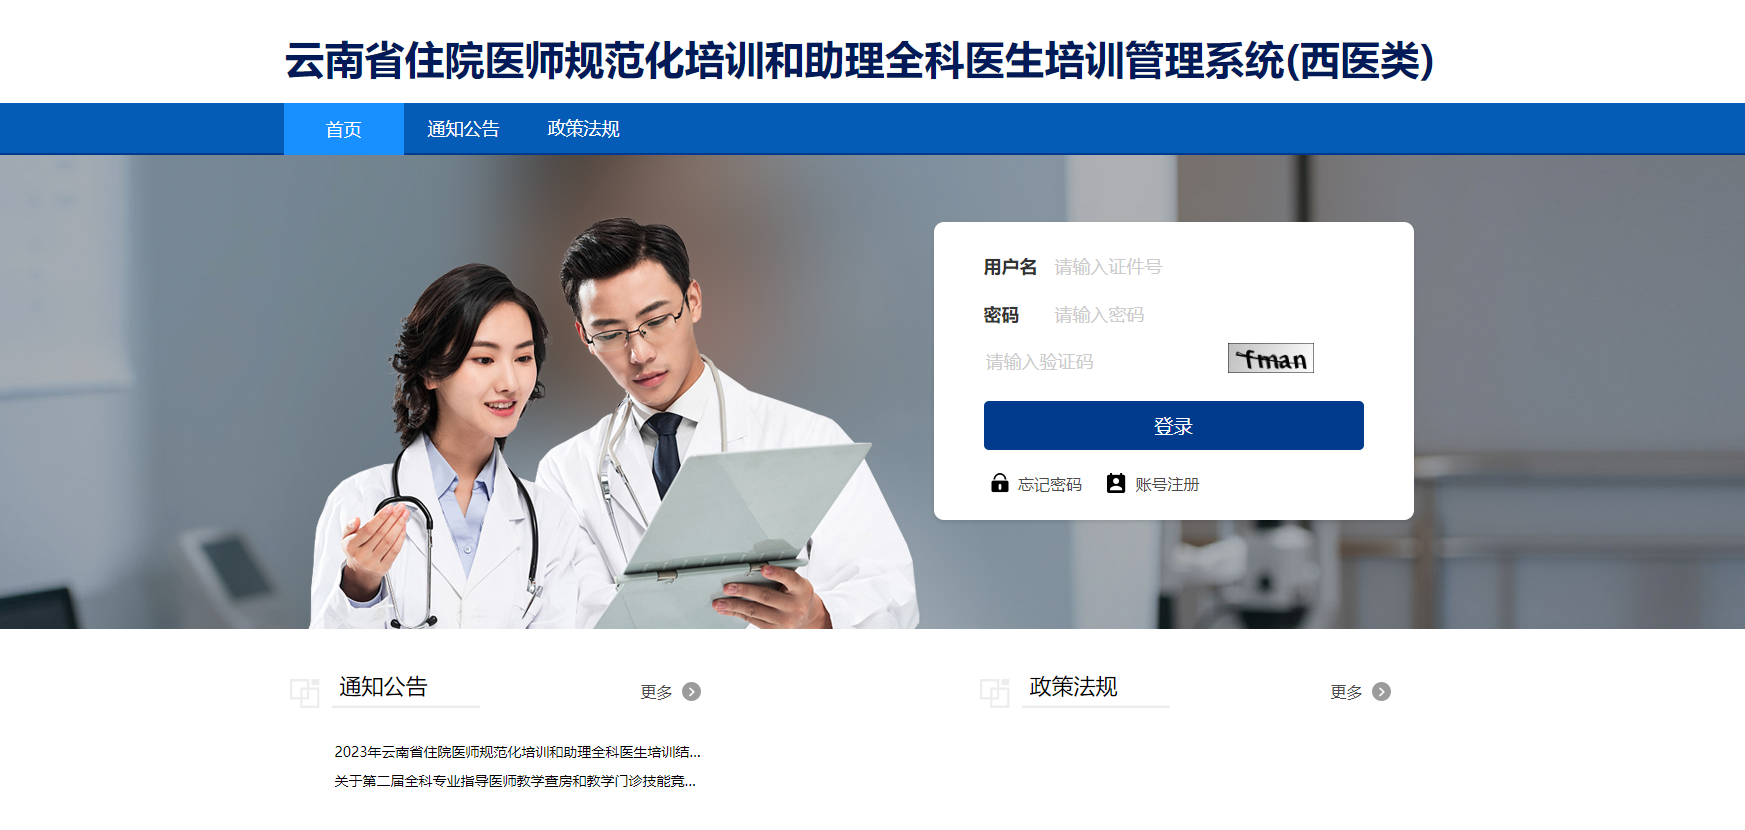 云南省住院医师规范化培训和助理全科医生培训管理系统(西医类)
首页 通知公告 政策法规
用户名 请输入证件号
密码 请输入密码
请输入验证码 fman
登录
忘记密码 账号注册
通知公告 更多
政策法规 更多
2023年云南省住院医师规范化培训和助理全科医生培训结...
关于第二届全科专业指导医师教学查房和教学门诊技能竞...